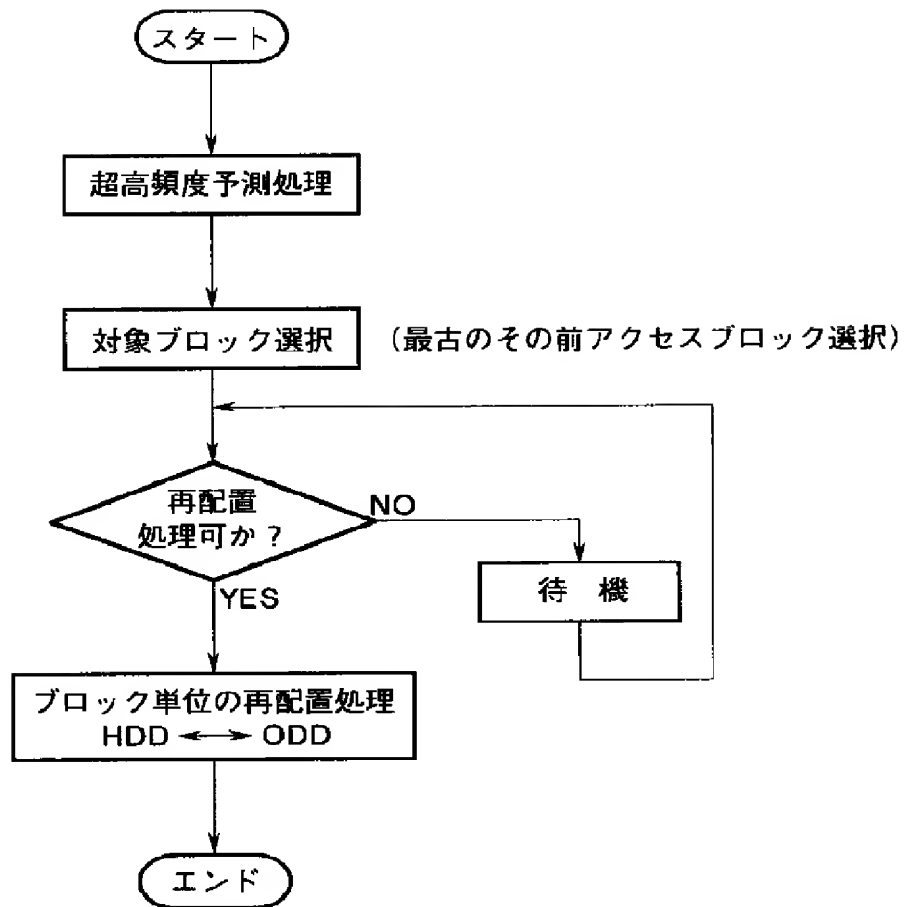 スタート
超高頻度予測処理
対象ブロック選択 (最古のその前アクセスブロック選択)
再配置
処理可か？
NO
YES
待 機
ブロック単位の再配置処理
HDD ⟷ ODD
エンド